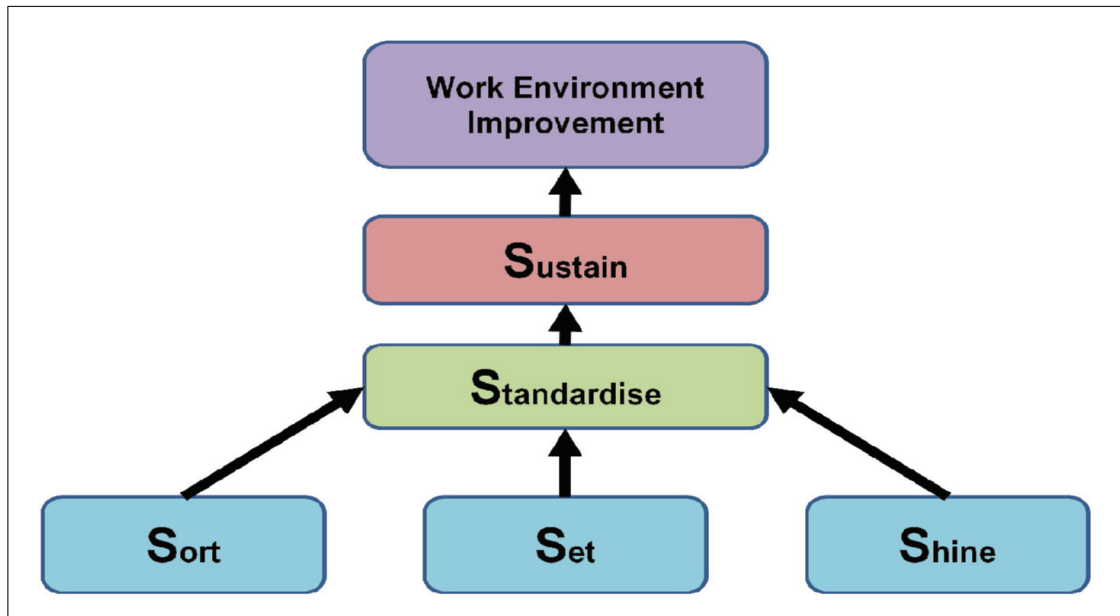 Work Environment
Improvement
Sustain
Standardise
Sort
Set
Shine